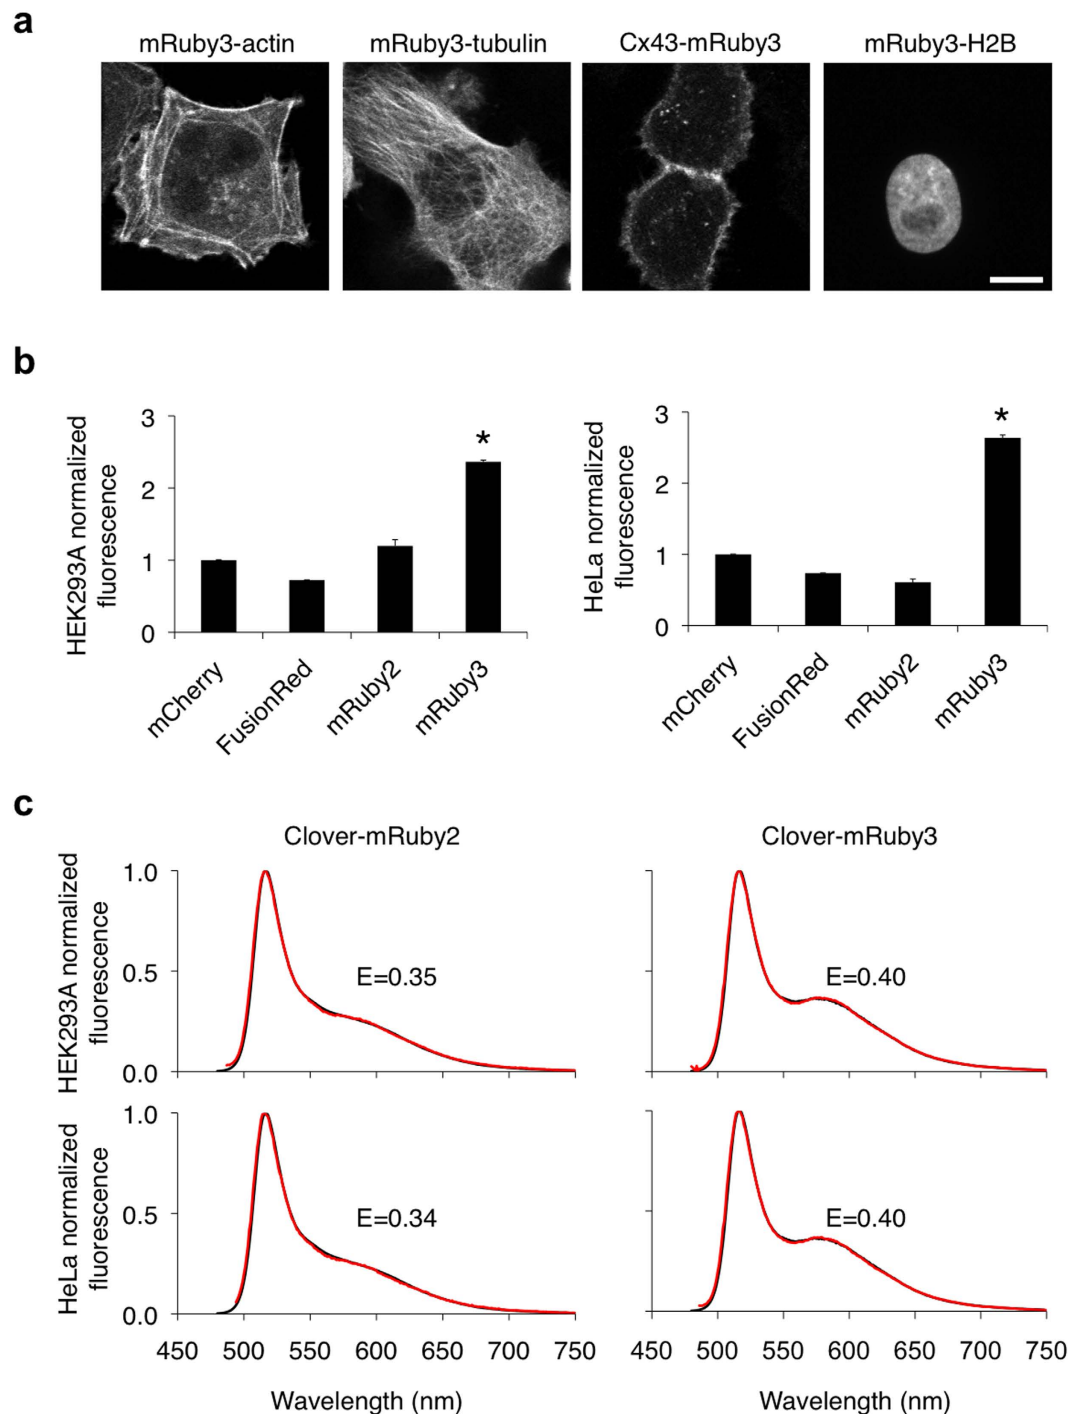 a
mRuby3-actin
mRuby3-tubulin
Cx43-mRuby3
mRuby3-H2B
b
HEK293A normalized
fluorescence
3
2
1
0
*
mCherry
FusionRed
mRuby2
mRuby3
HeLa normalized
fluorescence
3
2
1
0
*
mCherry
FusionRed
mRuby2
mRuby3
c
Clover-mRuby2
Clover-mRuby3
HEK293A normalized
fluorescence
1.0
0.5
0.0
E=0.35
E=0.40
HeLa normalized
fluorescence
1.0
0.5
0.0
E=0.34
E=0.40
450 500 550 600 650 700 750
450 500 550 600 650 700 750
Wavelength (nm)
Wavelength (nm)